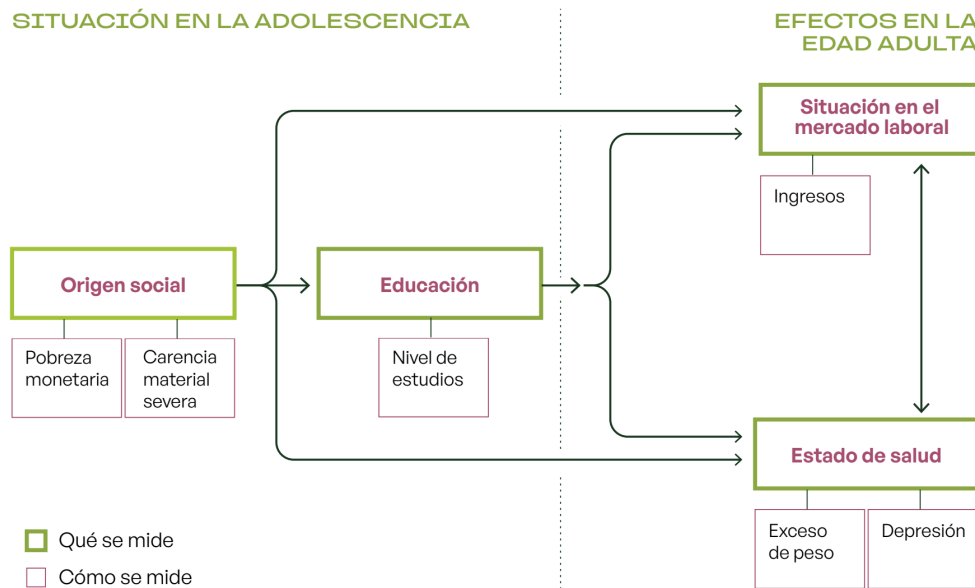 SITUACIÓN EN LA ADOLESCENCIA
EFECTOS EN LA
EDAD ADULTA
Situación en el
mercado laboral
Ingresos
Origen social
Educación
Pobreza
monetaria
Carencia
material
severa
Nivel de
estudios
Estado de salud
Exceso
de peso
Depresión
Qué se mide
Cómo se mide